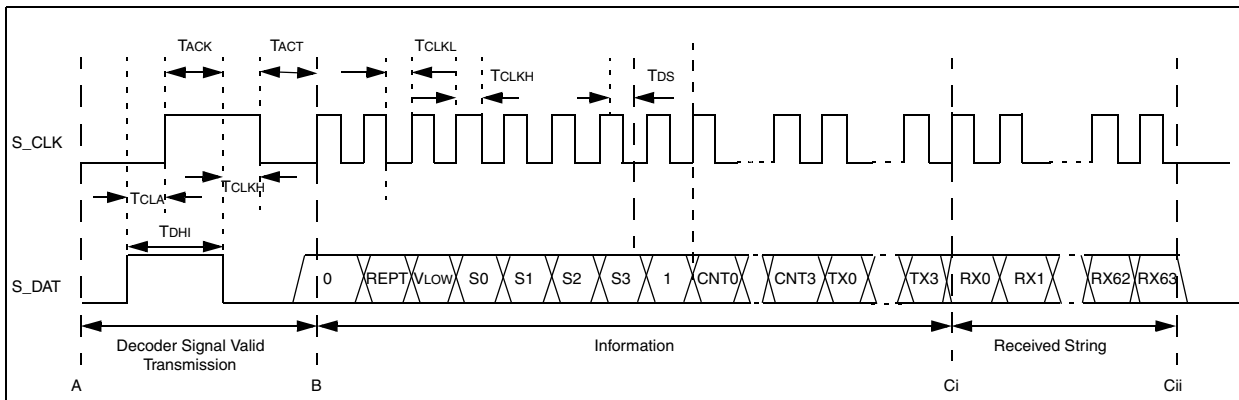 TACK TACT TCLKL
TCLKH TDS
S_CLK
TCLA TCLKH
TDHI
S_DAT 0 REPT VLOW S0 S1 S2 S3 1 CNT0 CNT3 TX0 TX3 RX0 RX1 RX62 RX63
Decoder Signal Valid Information Received String
Transmission
A B Ci Cii